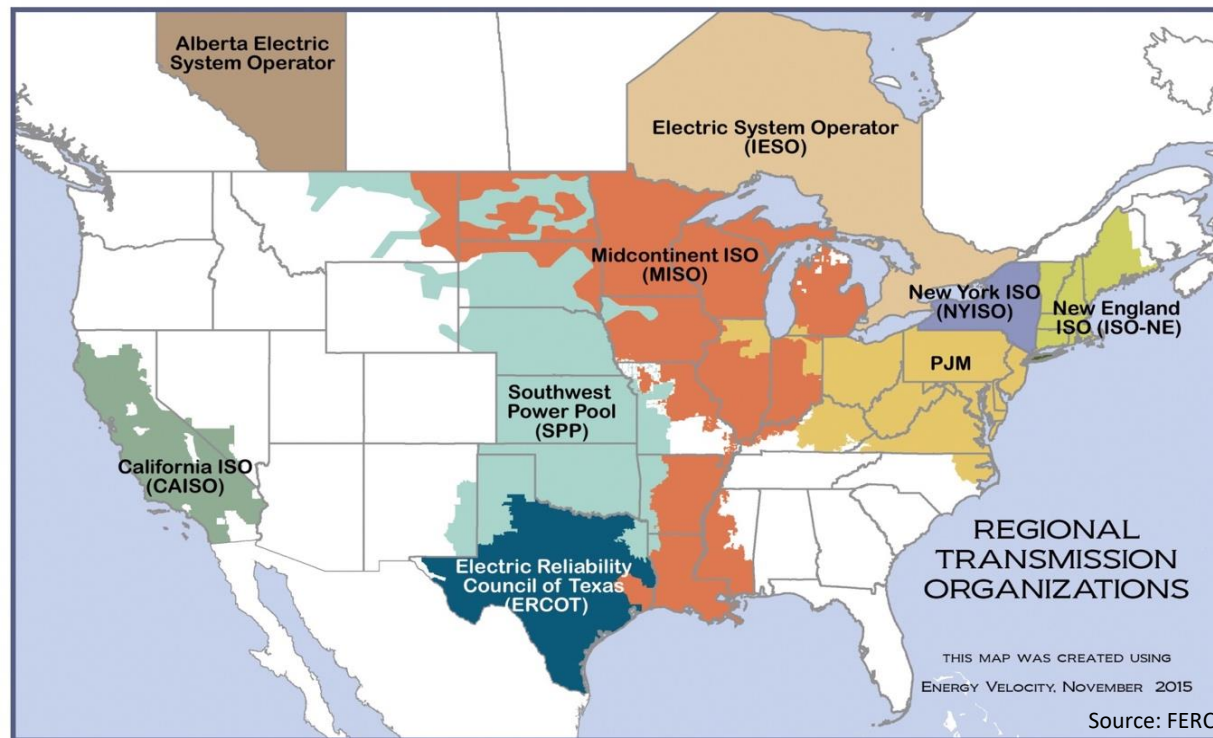 Alberta Electric
System Operator
Electric System Operator
(IESO)
Midcontinent ISO
(MISO)
New York ISO
(NYISO)
New England
ISO (ISO-NE)
PJM
Southwest
Power Pool
(SPP)
California ISO
(CAISO)
Electric Reliability
Council of Texas
(ERCOT)
REGIONAL
TRANSMISSION
ORGANIZATIONS
THIS MAP WAS CREATED USING
ENERGY VELOCITY, NOVEMBER 2015
Source: FERC